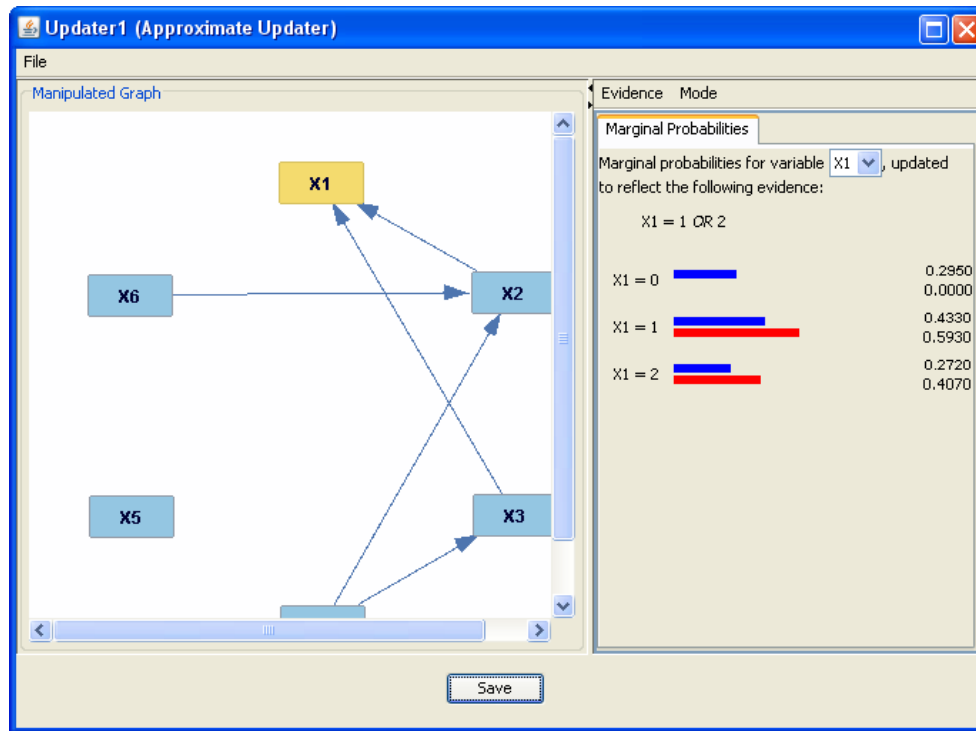 Updater1 (Approximate Updater)
File
Manipulated Graph
X1
X6
X2
X5
X3
Evidence Mode
Marginal Probabilities
Marginal probabilities for variable X1 , updated
to reflect the following evidence:
X1 = 1 OR 2
X1 = 0 0.2950
0.0000
X1 = 1 0.4330
0.5930
X1 = 2 0.2720
0.4070
Save